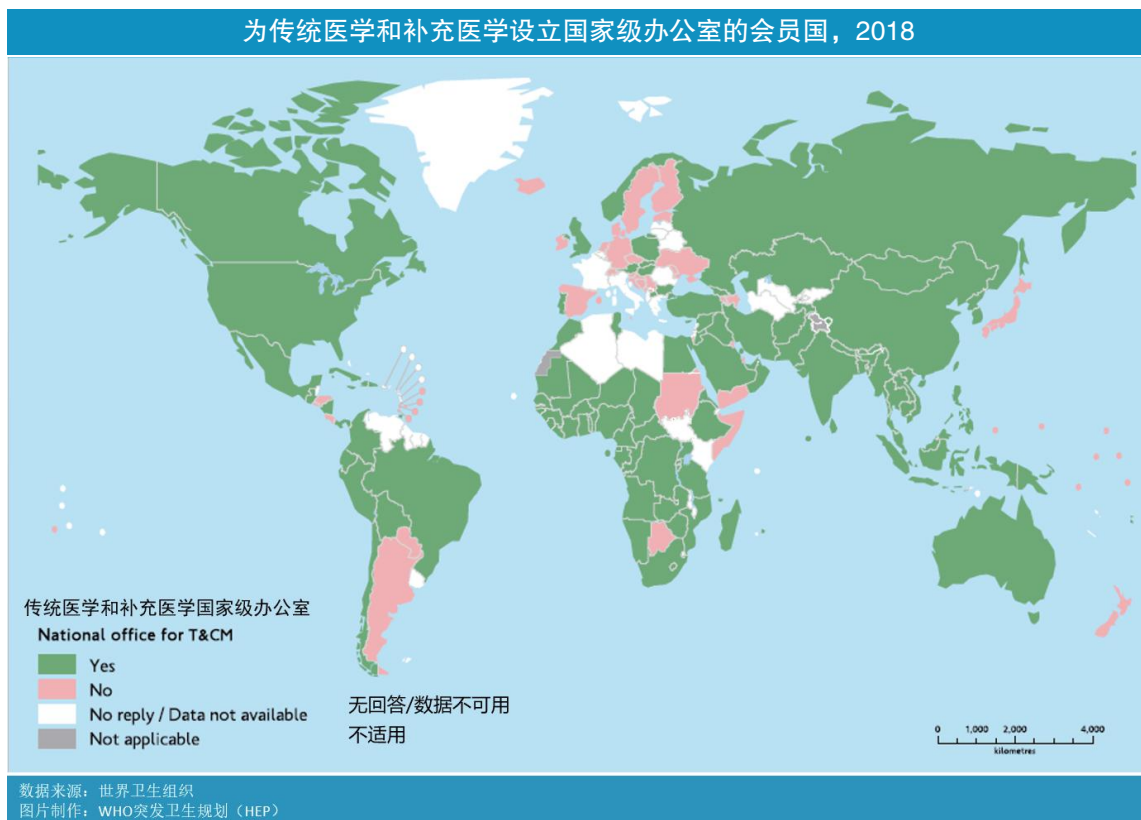 为传统医学和补充医学设立国家级办公室的会员国，2018
传统医学和补充医学国家级办公室
National office for T&CM
Yes
No
No reply / Data not available
无回答/数据不可用
Not applicable
不适用
0 1,000 2,000 4,000
kilometres
数据来源：世界卫生组织
图片制作：WHO突发卫生规划（HEP）